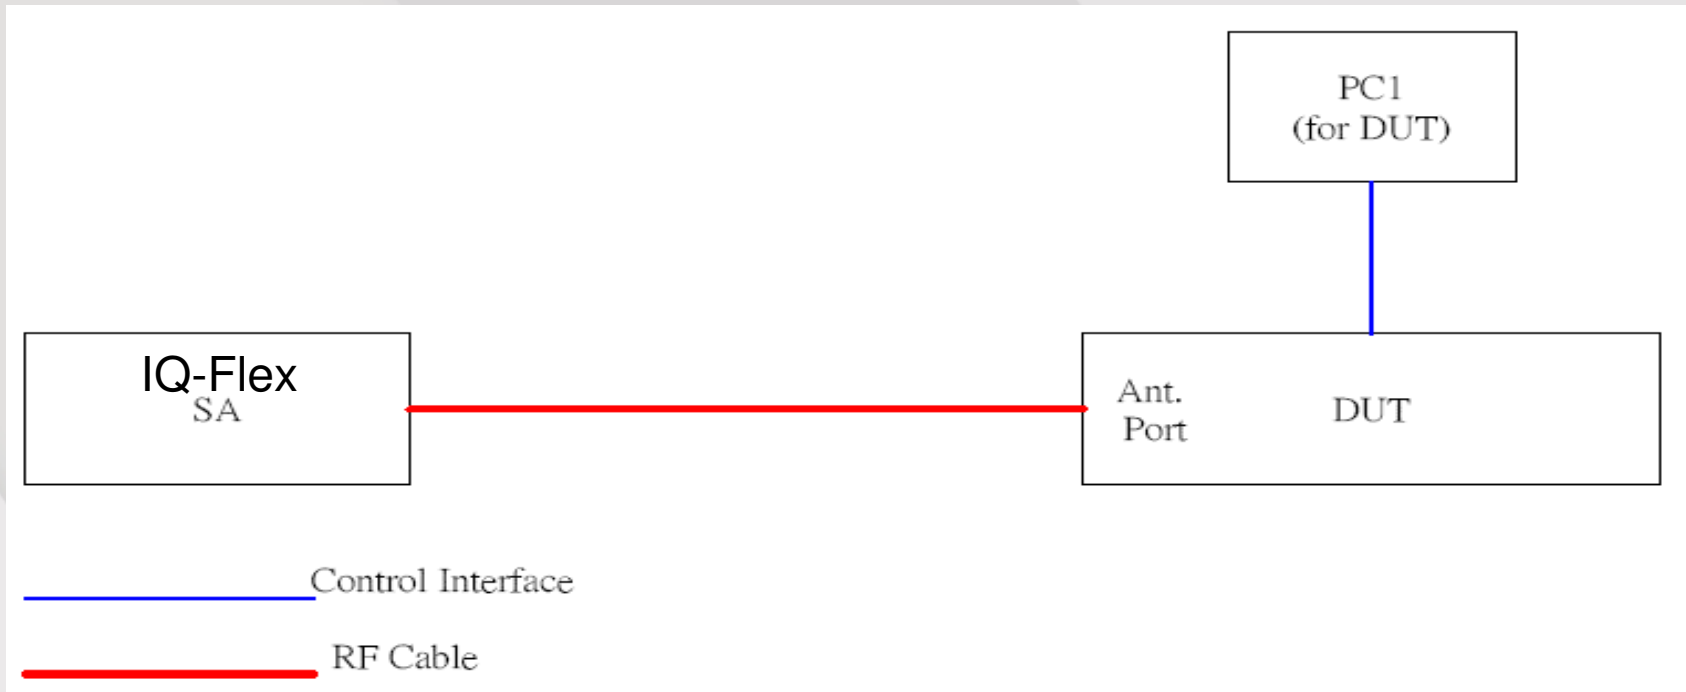 PC1
(for DUT)
IQ-Flex
SA
Ant.
Port
DUT
Control Interface
RF Cable